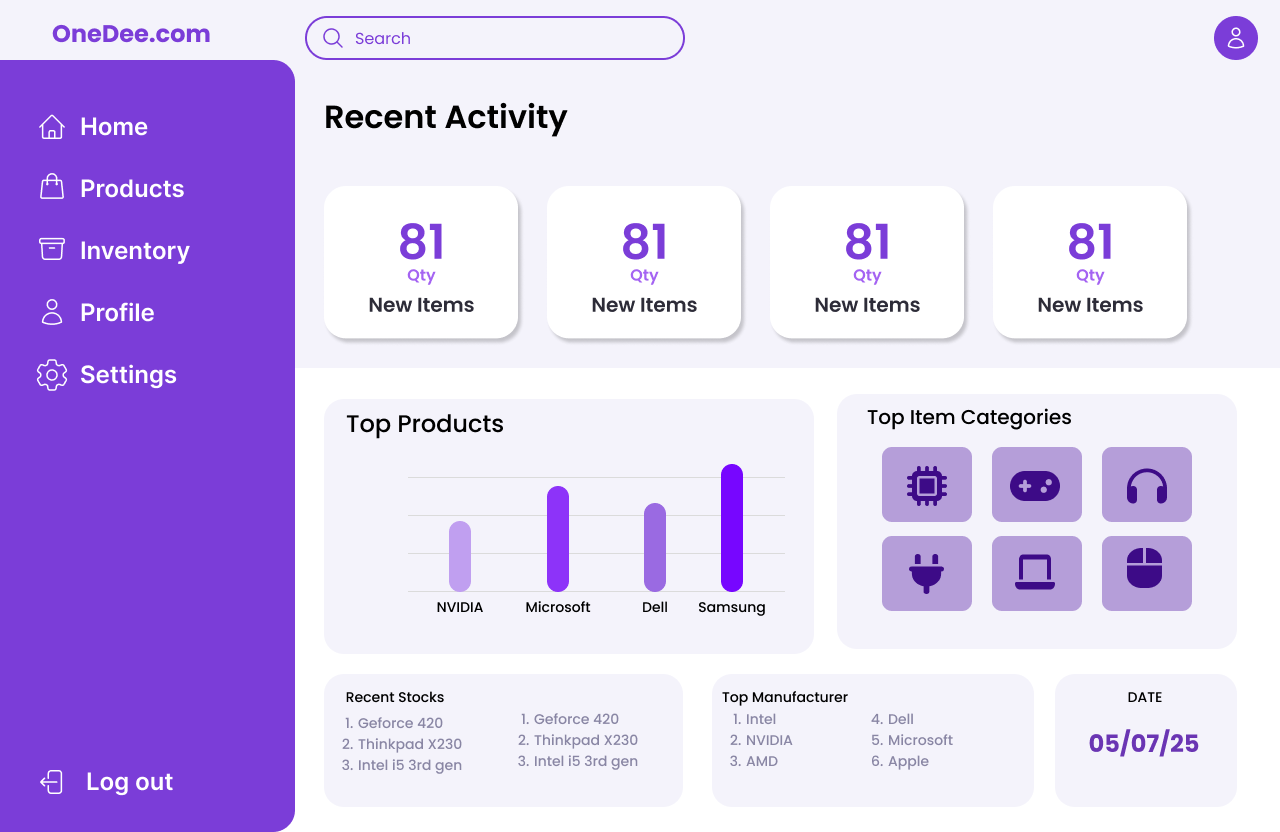 OneDee.com
Search
Home
Products
Inventory
Profile
Settings
Log out
Recent Activity
81
Qty
New Items
81
Qty
New Items
81
Qty
New Items
81
Qty
New Items
Top Products
NVIDIA
Microsoft
Dell
Samsung
Top Item Categories
Recent Stocks
1. Geforce 420
2. Thinkpad X230
3. Intel i5 3rd gen
1. Geforce 420
2. Thinkpad X230
3. Intel i5 3rd gen
Top Manufacturer
1. Intel
2. NVIDIA
3. AMD
4. Dell
5. Microsoft
6. Apple
DATE
05/07/25